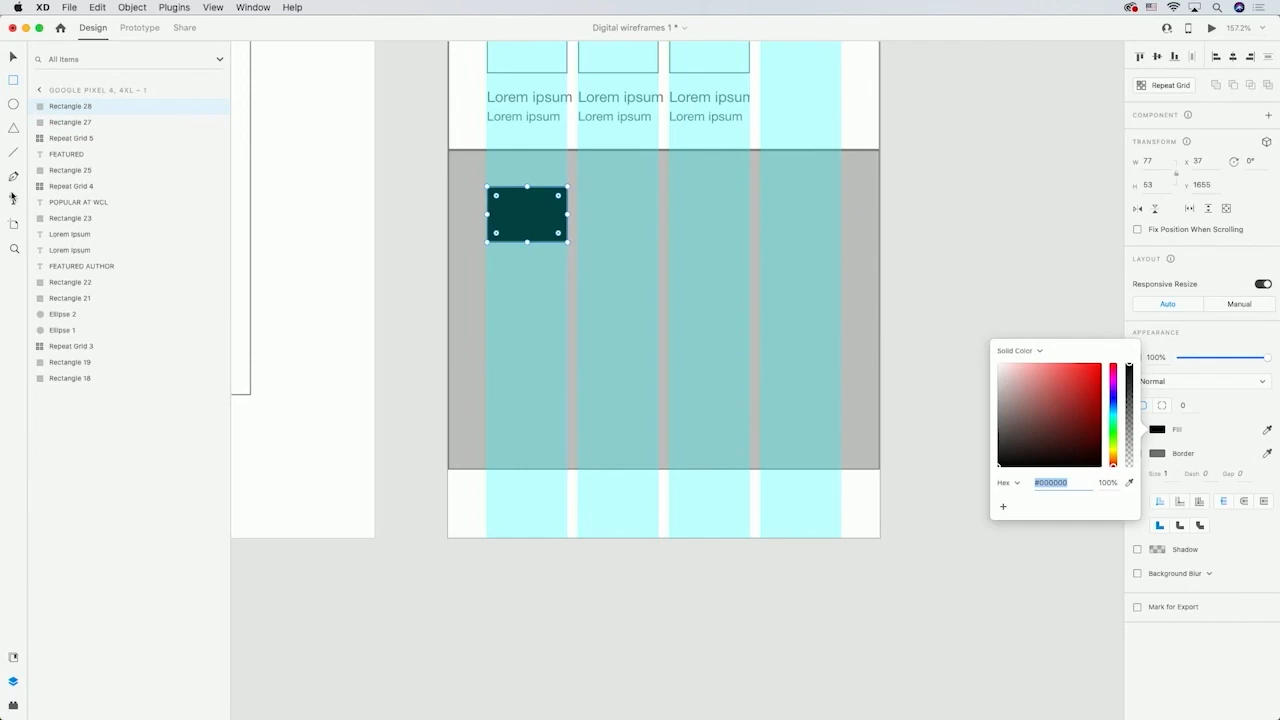 XD File Edit Object Plugins View Window Help
Design Prototype Share
Digital wireframes 1 *
157.2%
All Items
GOOGLE PIXEL 4, 4XL – 1
Rectangle 28
Rectangle 27
Repeat Grid 5
FEATURED
Rectangle 25
Repeat Grid 4
POPULAR AT WCL
Rectangle 23
Lorem Ipsum
Lorem Ipsum
FEATURED AUTHOR
Rectangle 22
Rectangle 21
Ellipse 2
Ellipse 1
Repeat Grid 3
Rectangle 19
Rectangle 18
Lorem ipsum Lorem ipsum Lorem ipsum
Lorem ipsum Lorem ipsum Lorem ipsum
Solid Color
Hex #000000 100%
Repeat Grid
COMPONENT
TRANSFORM
W 77 X 37 0°
H 53 Y 1655
Fix Position When Scrolling
LAYOUT
Responsive Resize
Auto Manual
APPEARANCE
100%
Normal
0
Fill
Border
Size 1 Dash 0 Gap 0
Shadow
Background Blur
Mark for Export